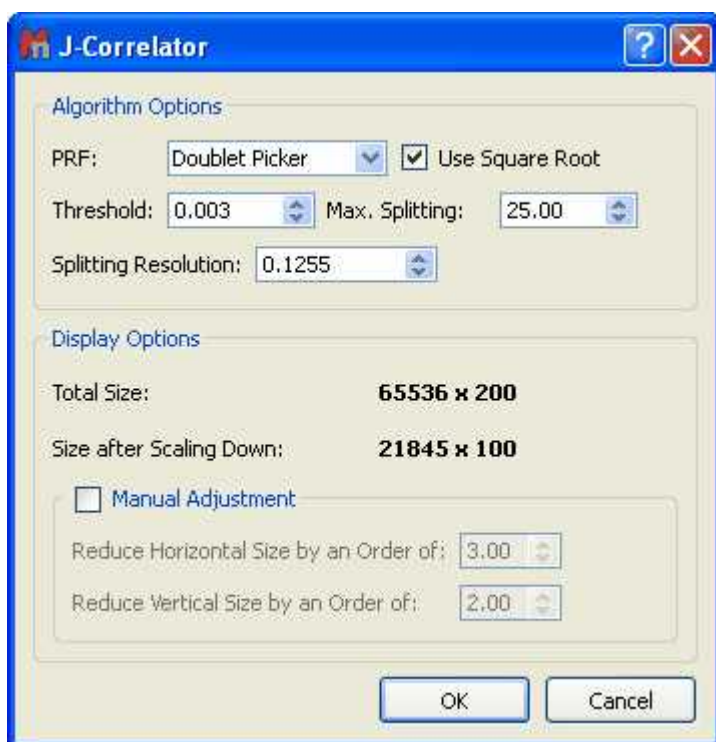 J-Correlator
Algorithm Options
PRF: Doublet Picker Use Square Root
Threshold: 0.003 Max. Splitting: 25.00
Splitting Resolution: 0.1255
Display Options
Total Size: 65536 x 200
Size after Scaling Down: 21845 x 100
Manual Adjustment
Reduce Horizontal Size by an Order of: 3.00
Reduce Vertical Size by an Order of: 2.00
OK Cancel